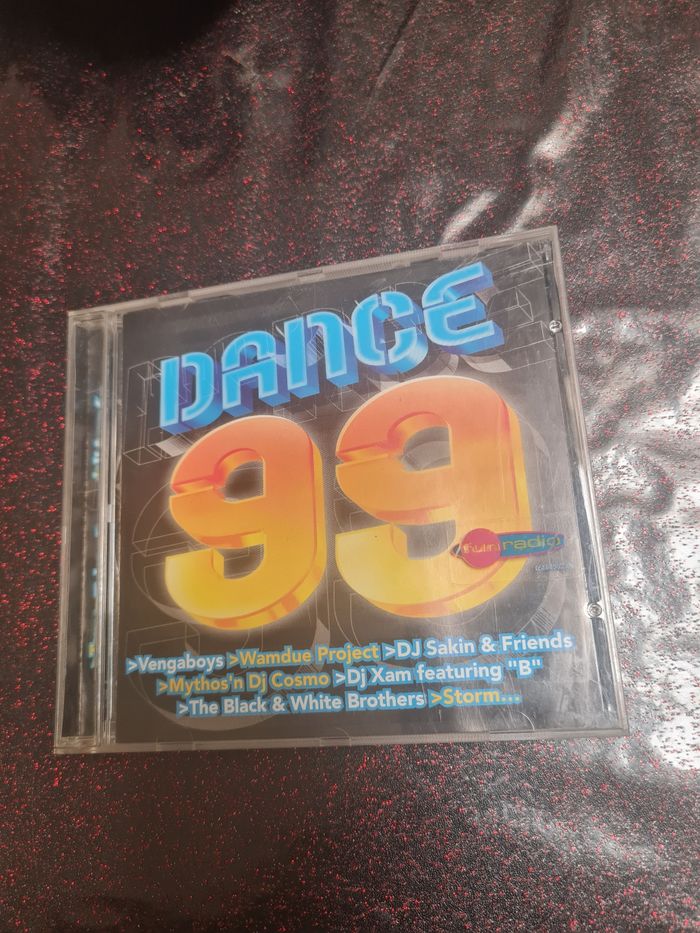 DANCE
99
fun radio
>Vengaboys >Wamdue Project >DJ Sakin & Friends
>Mythos'n Dj Cosmo >Dj Xam featuring "B"
>The Black & White Brothers >Storm...